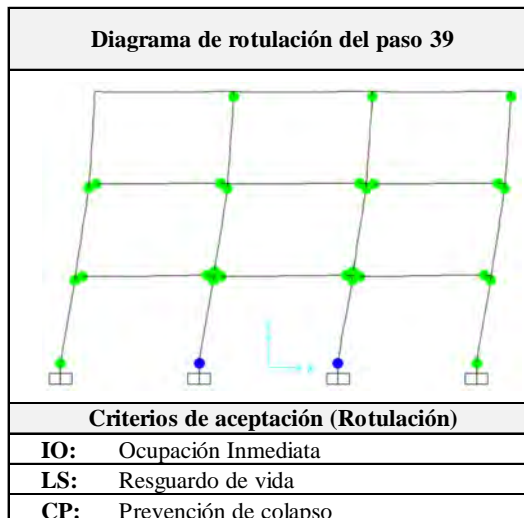 Diagrama de rotulación del paso 39
Criterios de aceptación (Rotulación)
IO: Ocupación Inmediata
LS: Resguardo de vida
CP: Prevención de colapso